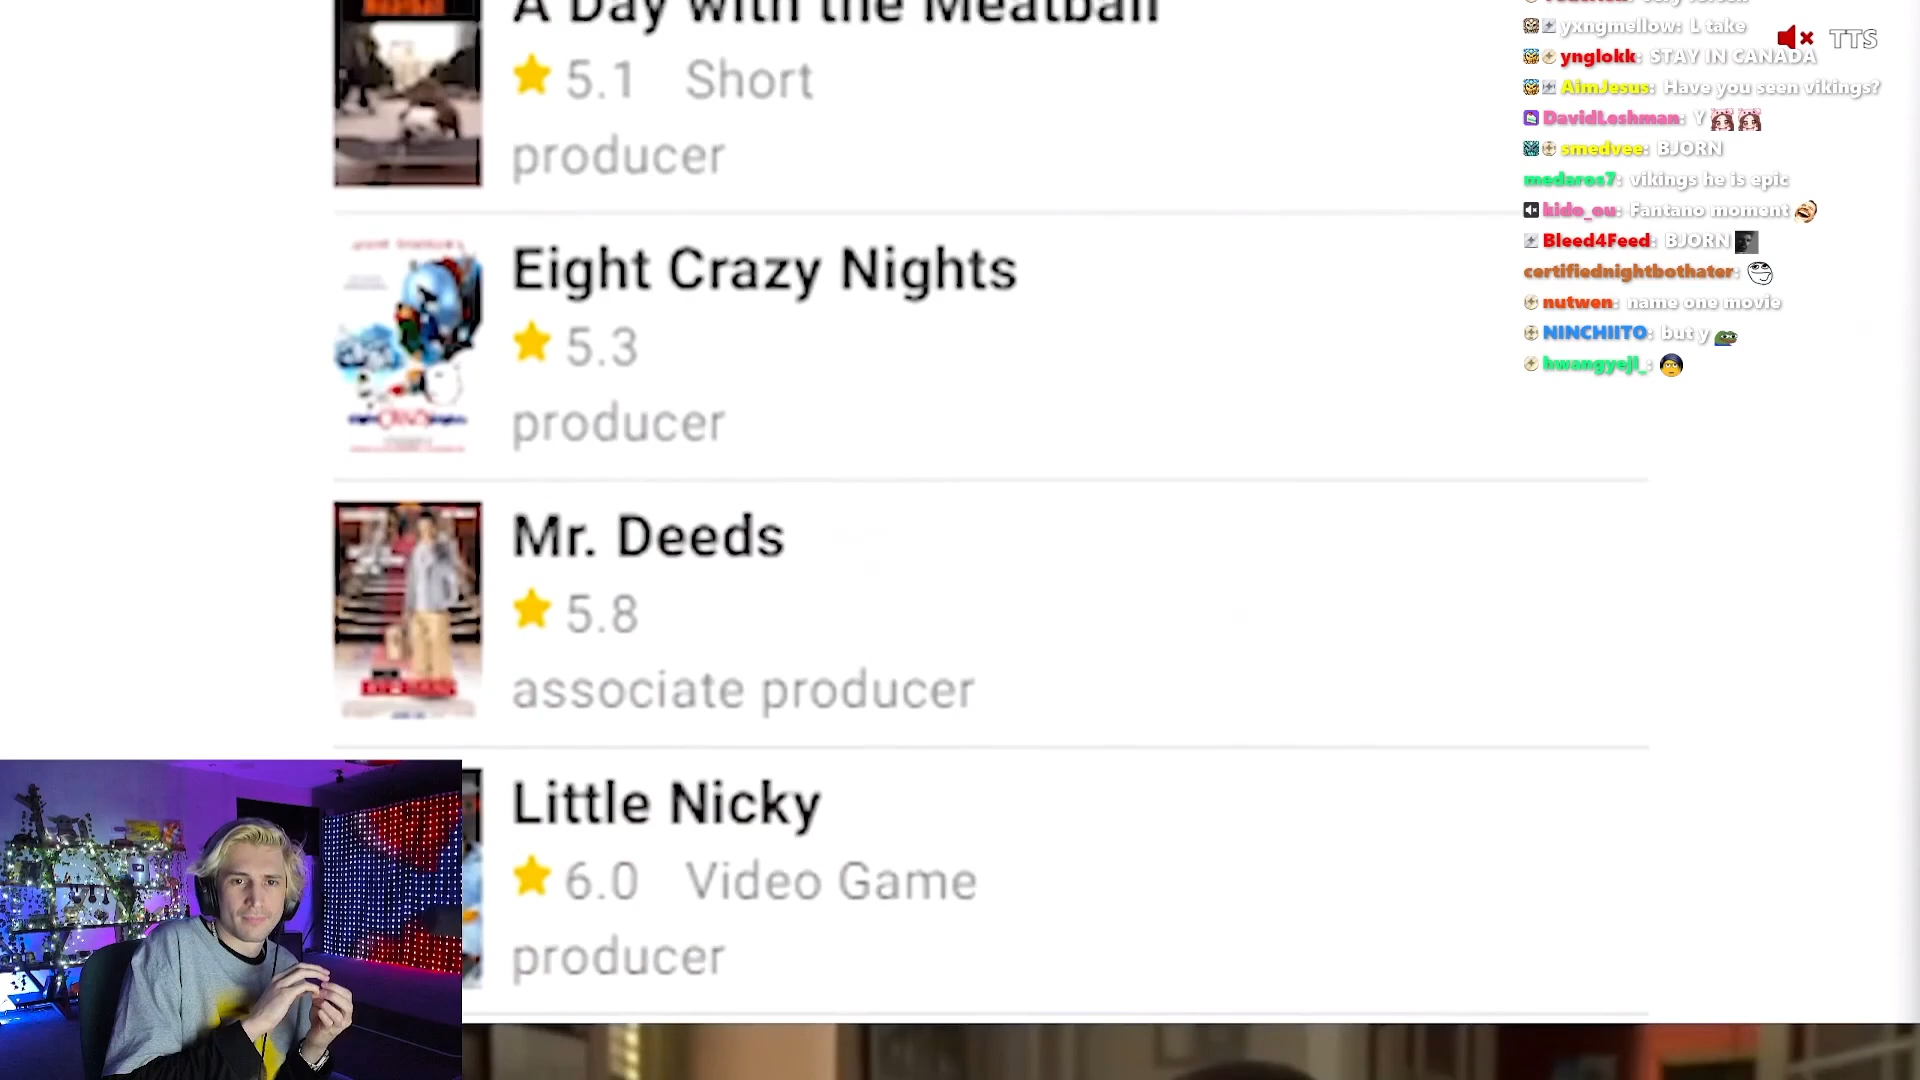 A Day with the Meatball
5.1 Short
producer
Eight Crazy Nights
5.3
producer
Mr. Deeds
5.8
associate producer
Little Nicky
6.0 Video Game
producer
yxngmellow: L take
TTS
ynglokk: STAY IN CANADA
AimJesus: Have you seen vikings?
DavidLoshman: Y
smedvee: BJORN
medaros7: vikings he is epic
kido_ou: Fantano moment
Bleed4Feed: BJORN
certifiednightbothater:
nutwen: name one movie
NINCHIITO: but y
hwangyeji_: